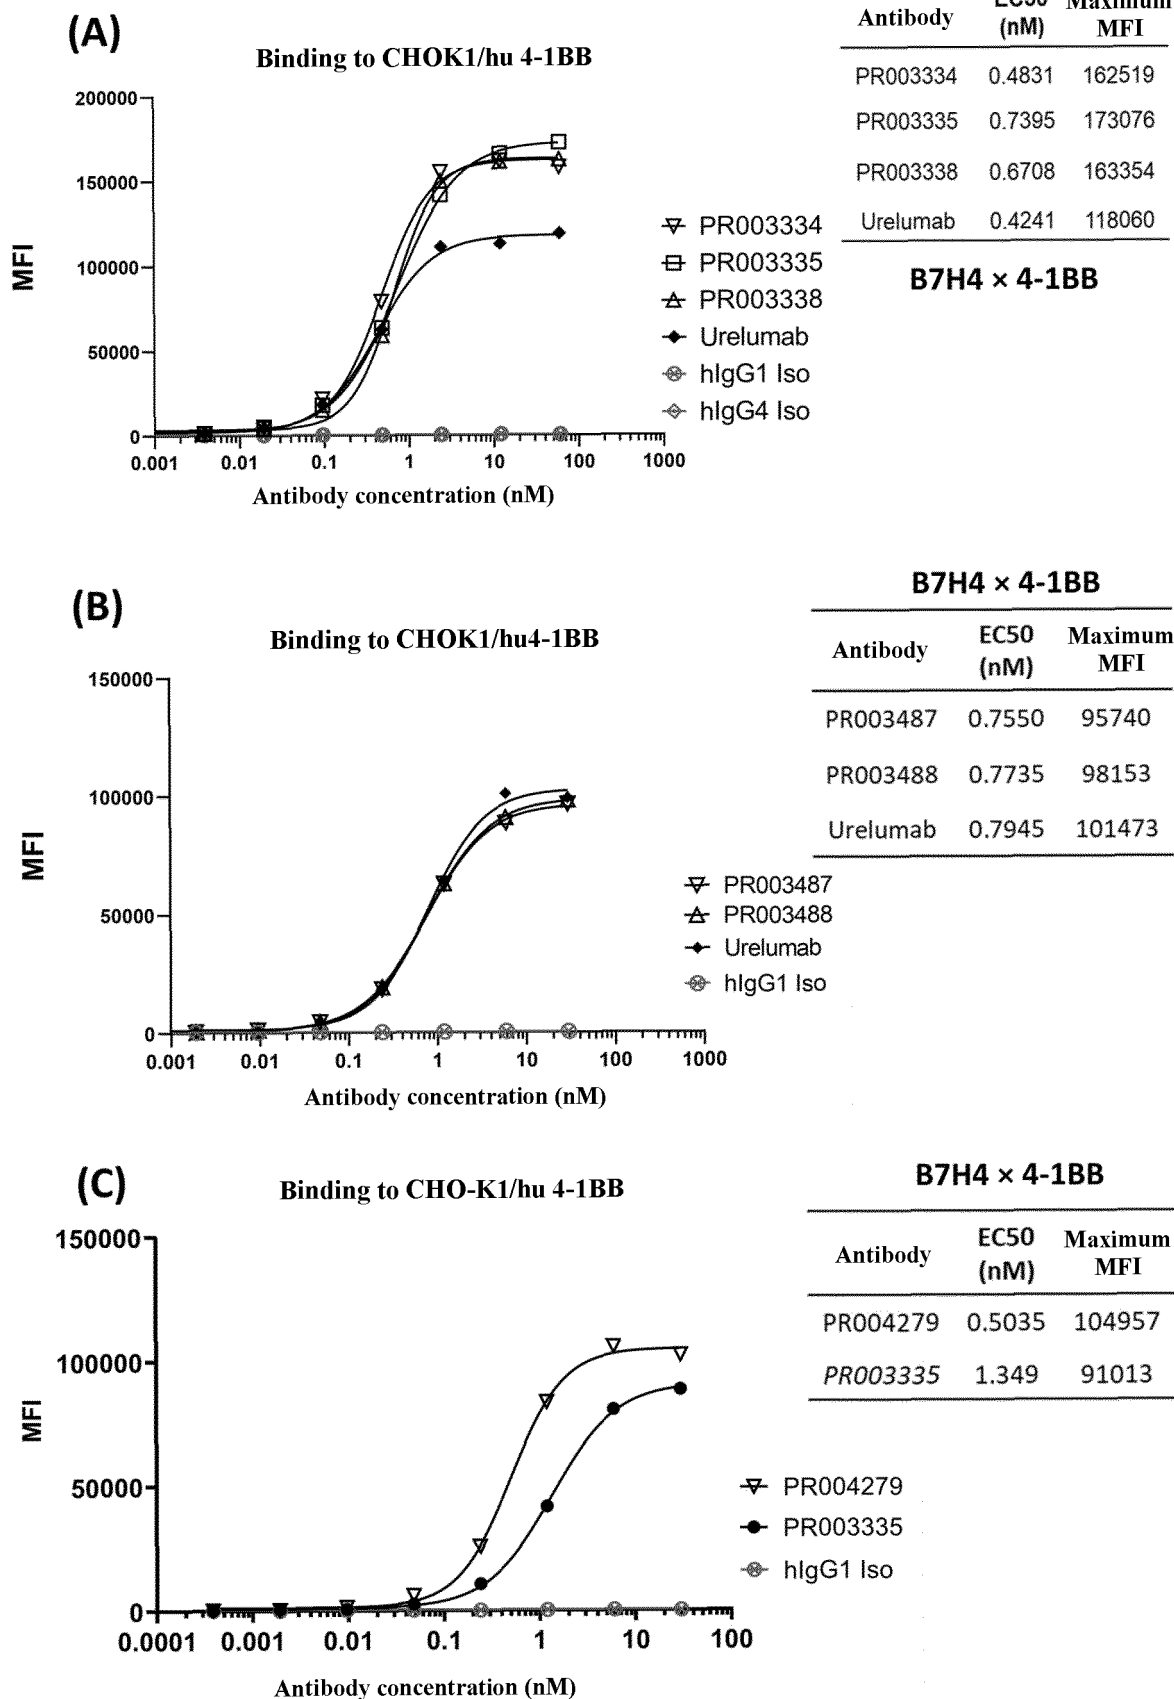 (A)
Binding to CHOK1/hu 4-1BB
200000
150000
100000
50000
0
MFI
0.001 0.01 0.1 1 10 100 1000
Antibody concentration (nM)
PR003334
PR003335
PR003338
Urelumab
hIgG1 Iso
hIgG4 Iso
Antibody EC50 (nM) Maximum MFI
PR003334 0.4831 162519
PR003335 0.7395 173076
PR003338 0.6708 163354
Urelumab 0.4241 118060
B7H4 × 4-1BB
(B)
Binding to CHOK1/hu4-1BB
150000
100000
50000
0
MFI
0.001 0.01 0.1 1 10 100 1000
Antibody concentration (nM)
PR003487
PR003488
Urelumab
hIgG1 Iso
B7H4 × 4-1BB
Antibody EC50 (nM) Maximum MFI
PR003487 0.7550 95740
PR003488 0.7735 98153
Urelumab 0.7945 101473
(C)
Binding to CHO-K1/hu 4-1BB
150000
100000
50000
0
MFI
0.0001 0.001 0.01 0.1 1 10 100
Antibody concentration (nM)
PR004279
PR003335
hIgG1 Iso
B7H4 × 4-1BB
Antibody EC50 (nM) Maximum MFI
PR004279 0.5035 104957
PR003335 1.349 91013